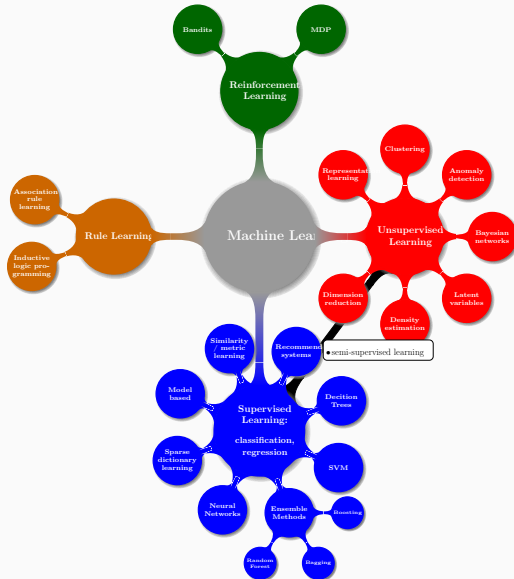 Bandits
MDP
Reinforcement
Learning
Clustering
Representat
learning
Anomaly
detection
Association
rule
learning
Rule Learning
Machine Lea
Unsupervised
Learning
Bayesian
networks
Inductive
logic pro-
gramming
Dimension
reduction
Latent
variables
Density
estimation
Similarity
/ metric
learning
Recommend
systems
•semi-supervised learning
Model
based
Decition
Trees
Supervised
Learning:
classification,
regression
Sparse
dictionary
learning
SVM
Neural
Networks
Ensemble
Methods
Boosting
Random
Forest
Bagging